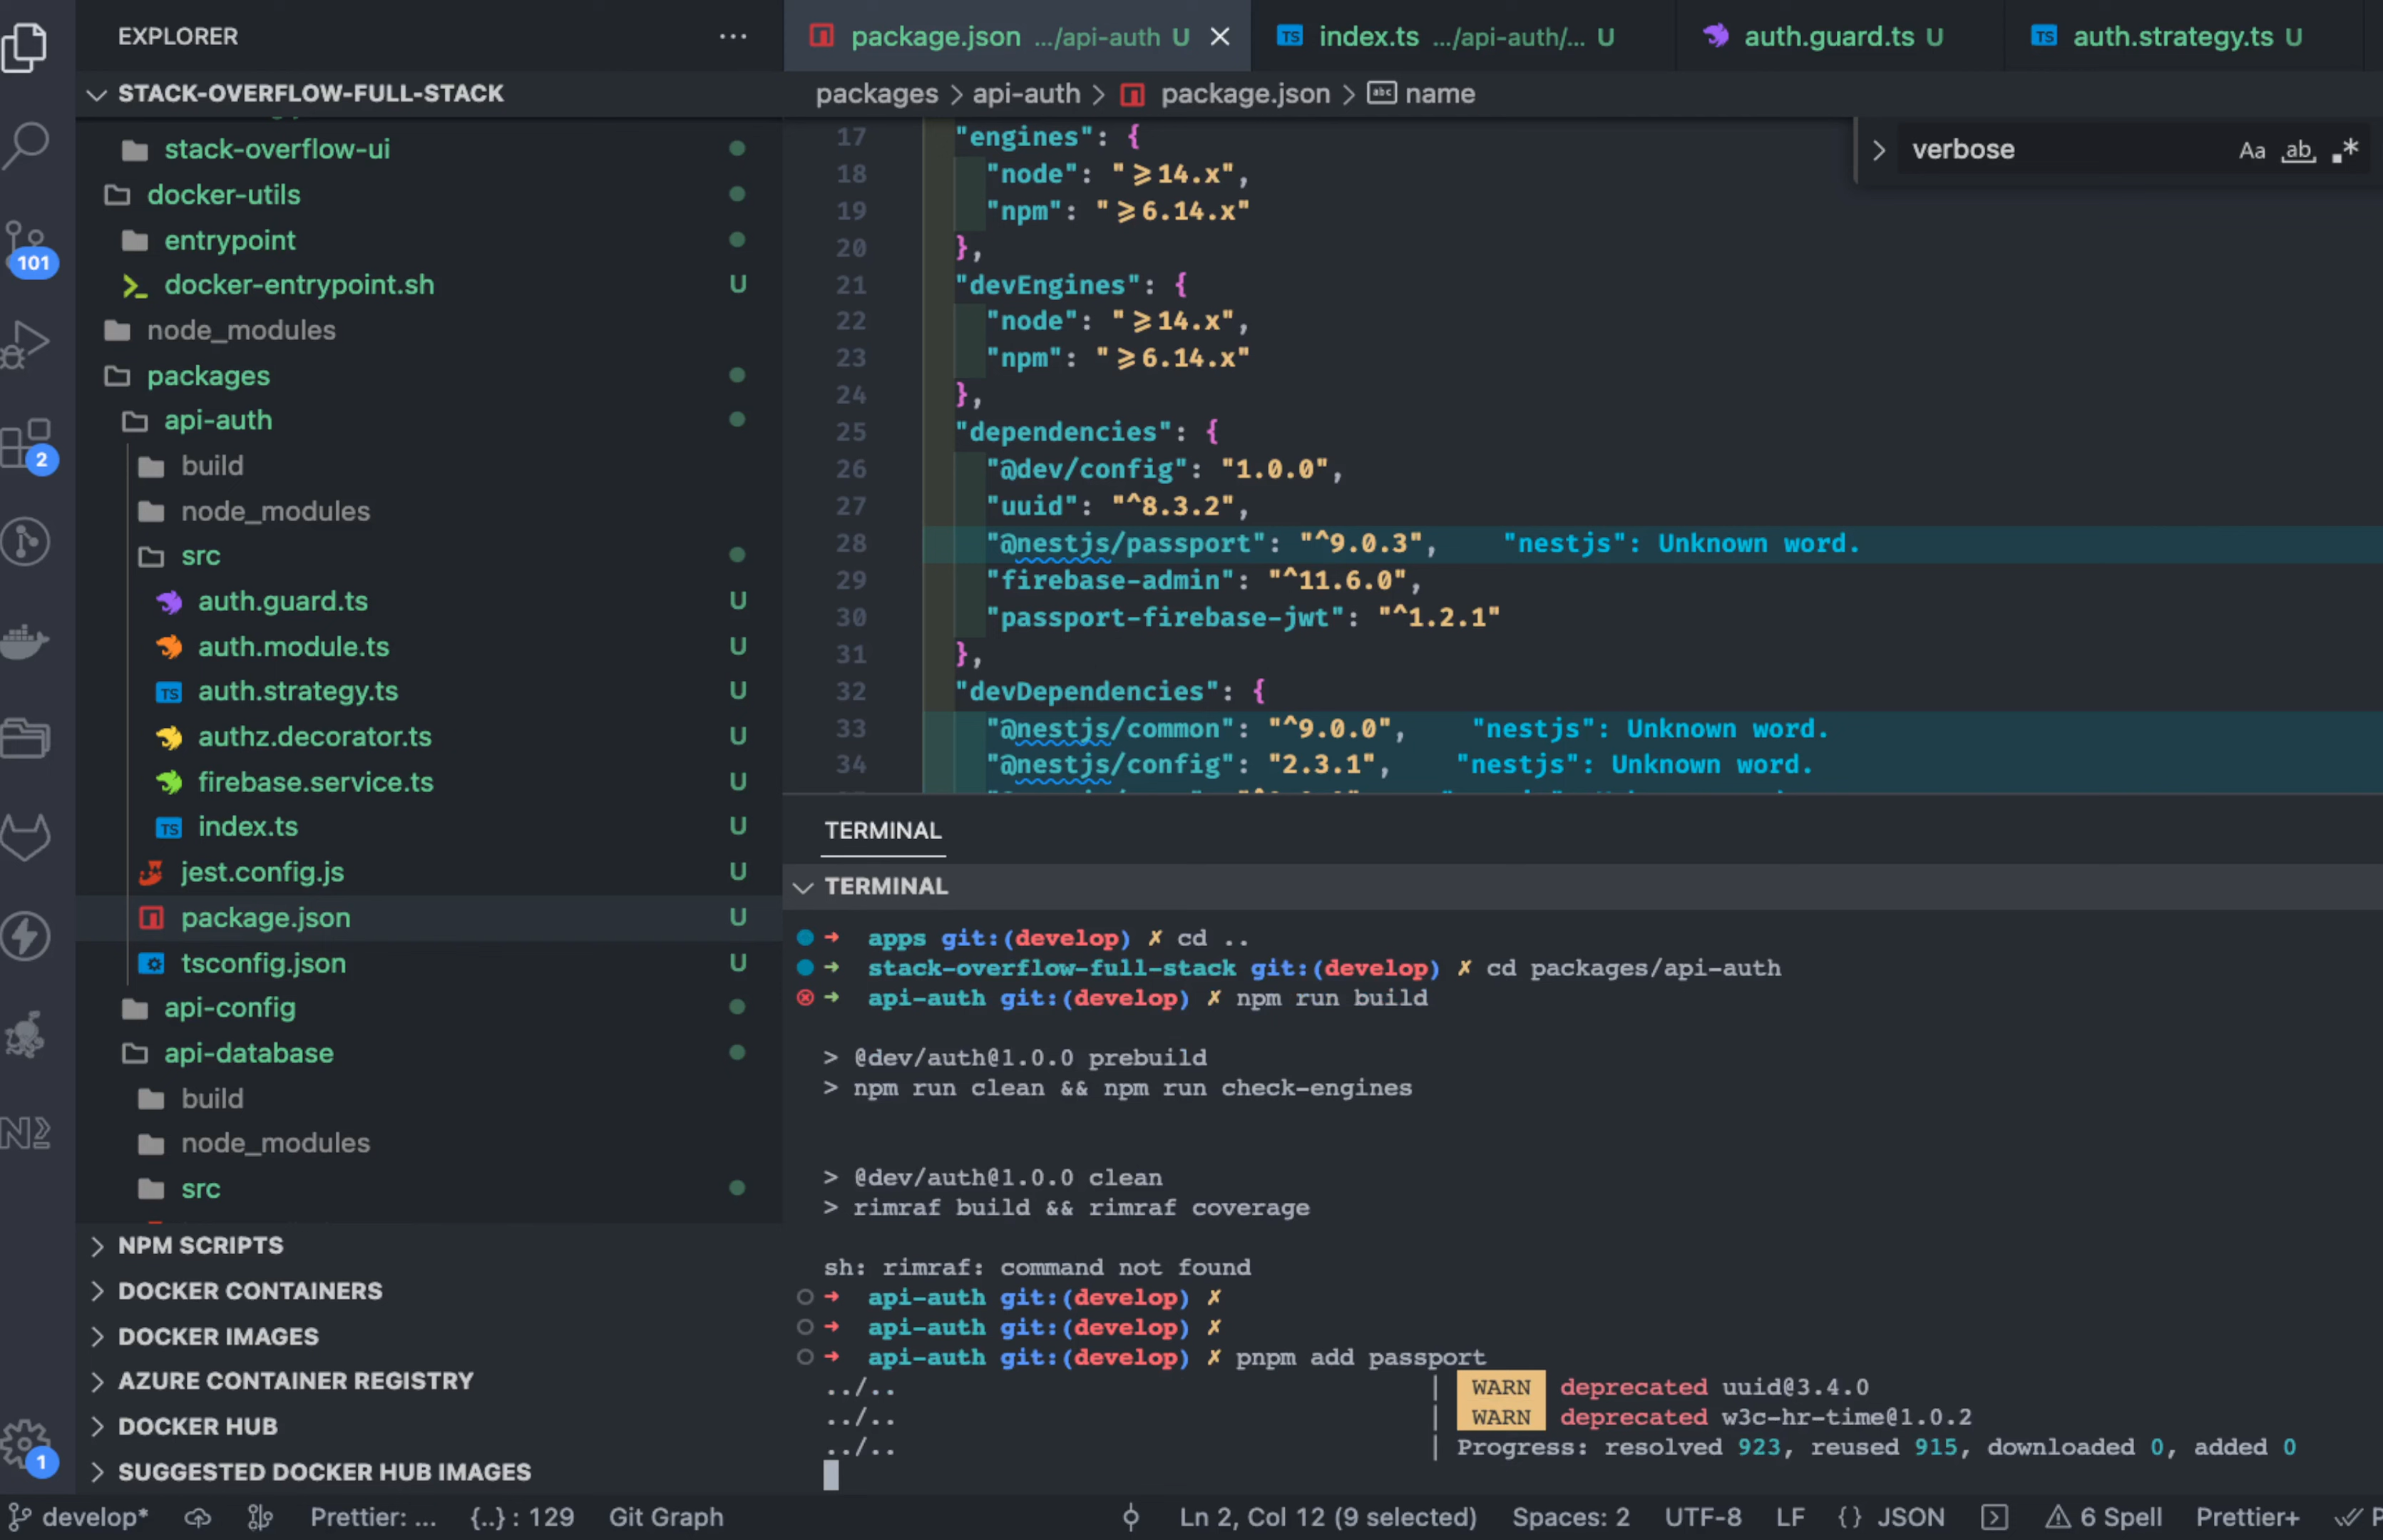 EXPLORER
STACK-OVERFLOW-FULL-STACK
stack-overflow-ui
docker-utils
entrypoint
docker-entrypoint.sh U
node_modules
packages
api-auth
build
node_modules
src
auth.guard.ts U
auth.module.ts U
auth.strategy.ts U
authz.decorator.ts U
firebase.service.ts U
index.ts U
jest.config.js U
package.json U
tsconfig.json U
api-config
api-database
build
node_modules
src
NPM SCRIPTS
DOCKER CONTAINERS
DOCKER IMAGES
AZURE CONTAINER REGISTRY
DOCKER HUB
SUGGESTED DOCKER HUB IMAGES
101
2
1
package.json .../api-auth U
index.ts .../api-auth/... U
auth.guard.ts U
auth.strategy.ts U
packages > api-auth > package.json > abc name
verbose Aa ab .*
17 "engines": {
18 "node": "≥14.x",
19 "npm": "≥6.14.x"
20 },
21 "devEngines": {
22 "node": "≥14.x",
23 "npm": "≥6.14.x"
24 },
25 "dependencies": {
26 "@dev/config": "1.0.0",
27 "uuid": "^8.3.2",
28 "@nestjs/passport": "^9.0.3", "nestjs": Unknown word.
29 "firebase-admin": "^11.6.0",
30 "passport-firebase-jwt": "^1.2.1"
31 },
32 "devDependencies": {
33 "@nestjs/common": "^9.0.0", "nestjs": Unknown word.
34 "@nestjs/config": "2.3.1", "nestjs": Unknown word.
TERMINAL
TERMINAL
→ apps git:(develop) ✗ cd ..
→ stack-overflow-full-stack git:(develop) ✗ cd packages/api-auth
→ api-auth git:(develop) ✗ npm run build
> @dev/auth@1.0.0 prebuild
> npm run clean && npm run check-engines
> @dev/auth@1.0.0 clean
> rimraf build && rimraf coverage
sh: rimraf: command not found
→ api-auth git:(develop) ✗
→ api-auth git:(develop) ✗
→ api-auth git:(develop) ✗ pnpm add passport
../.. | WARN deprecated uuid@3.4.0
../.. | WARN deprecated w3c-hr-time@1.0.2
../.. | Progress: resolved 923, reused 915, downloaded 0, added 0
develop* Prettier: ... {..} : 129 Git Graph Ln 2, Col 12 (9 selected) Spaces: 2 UTF-8 LF {} JSON 6 Spell Prettier+